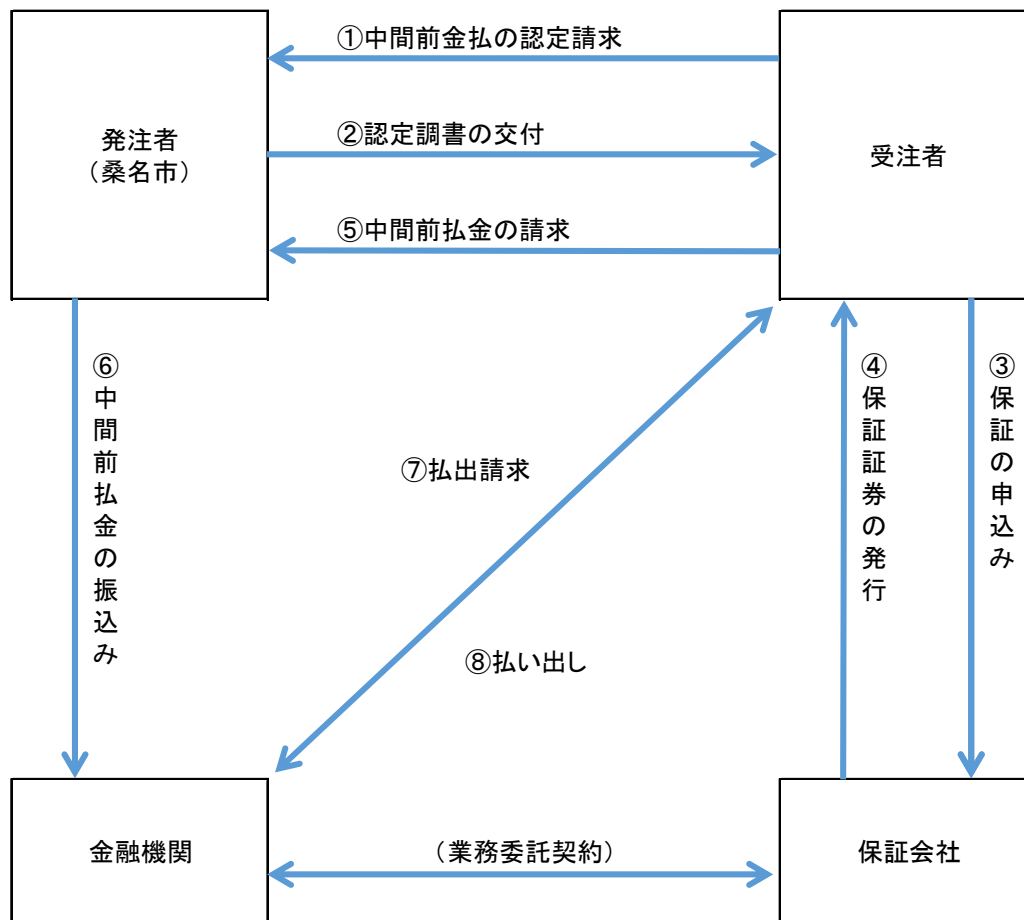 ①中間前金払の認定請求
発注者
（桑名市）
②認定調書の交付
受注者
⑤中間前払金の請求
⑥中間前払金の振込み
④保証証券の発行
③保証の申込み
⑦払出請求
⑧払い出し
金融機関
（業務委託契約）
保証会社